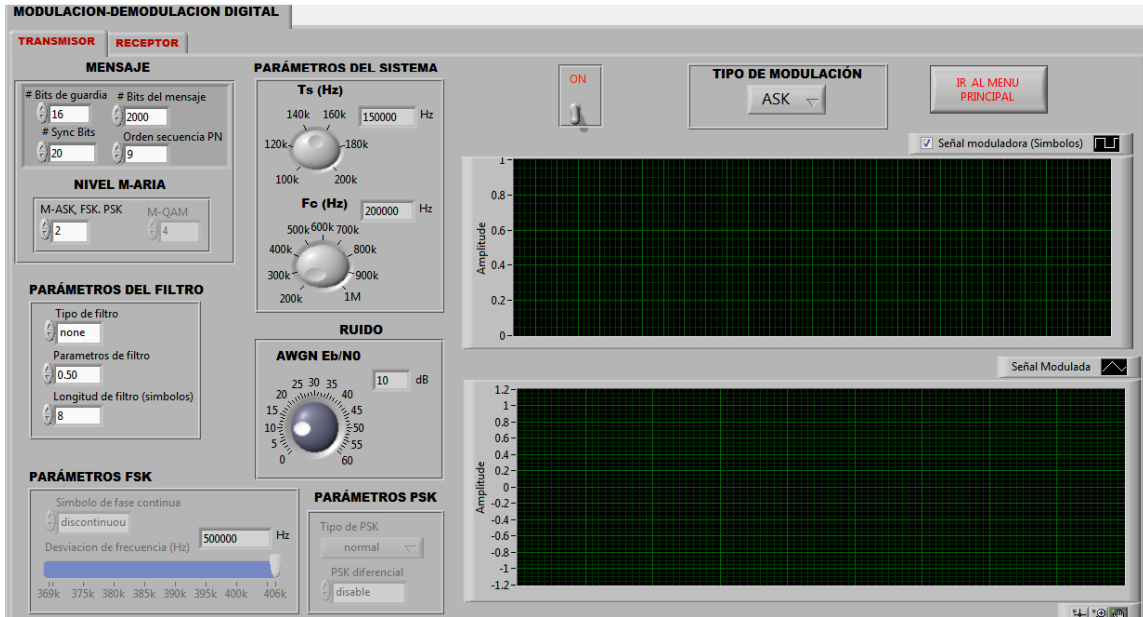 MODULACION-DEMODULACION DIGITAL
TRANSMISOR
RECEPTOR
MENSAJE
# Bits de guardia
# Bits del mensaje
16
2000
# Sync Bits
Orden secuencia PN
20
9
NIVEL M-ARIA
M-ASK, FSK. PSK
M-QAM
2
4
PARÁMETROS DEL FILTRO
Tipo de filtro
none
Parametros de filtro
0.50
Longitud de filtro (simbolos)
8
PARÁMETROS FSK
Simbolo de fase continua
discontinuou
Desviacion de frecuencia (Hz)
500000
Hz
369k 375k 380k 385k 390k 395k 400k 406k
PARÁMETROS DEL SISTEMA
Ts (Hz)
150000
Hz
140k 160k
120k
180k
100k
200k
Fc (Hz)
200000
Hz
500k 600k 700k
400k
800k
300k
900k
200k
1M
RUIDO
AWGN Eb/N0
10
dB
25 30 35
20
40
15
45
10
50
5
55
0
60
PARÁMETROS PSK
Tipo de PSK
normal
PSK diferencial
disable
ON
TIPO DE MODULACIÓN
ASK
IR AL MENU
PRINCIPAL
Señal moduladora (Simbolos)
Amplitude
1
0.8
0.6
0.4
0.2
0
Señal Modulada
Amplitude
1.2
1
0.8
0.6
0.4
0.2
0
-0.2
-0.4
-0.6
-0.8
-1
-1.2